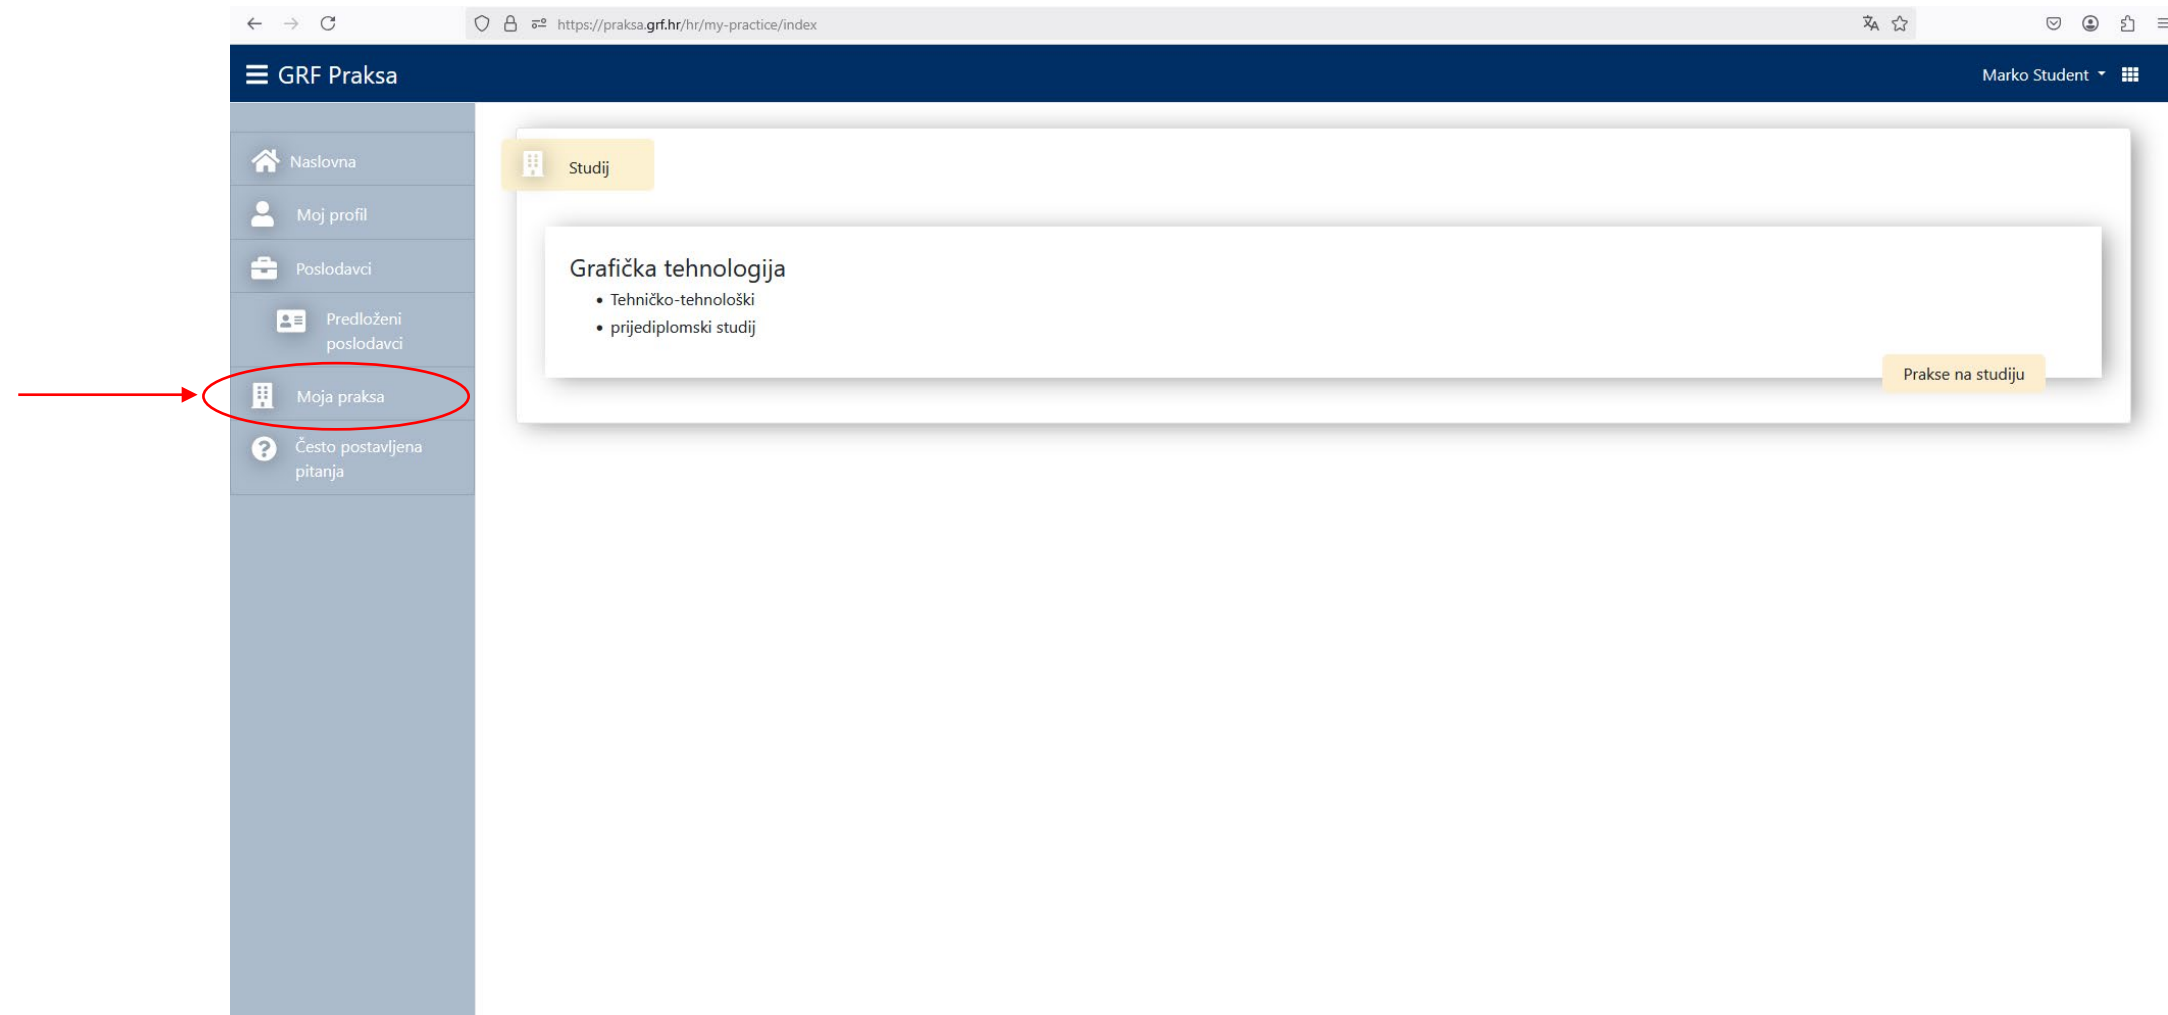 https://praksa.grf.hr/hr/my-practice/index
GRF Praksa
Marko Student
Naslovna
Moj profil
Poslodavci
Predloženi
poslodavci
Moja praksa
Često postavljena
pitanja
Studij
Grafička tehnologija
• Tehničko-tehnološki
• prijediplomski studij
Prakse na studiju